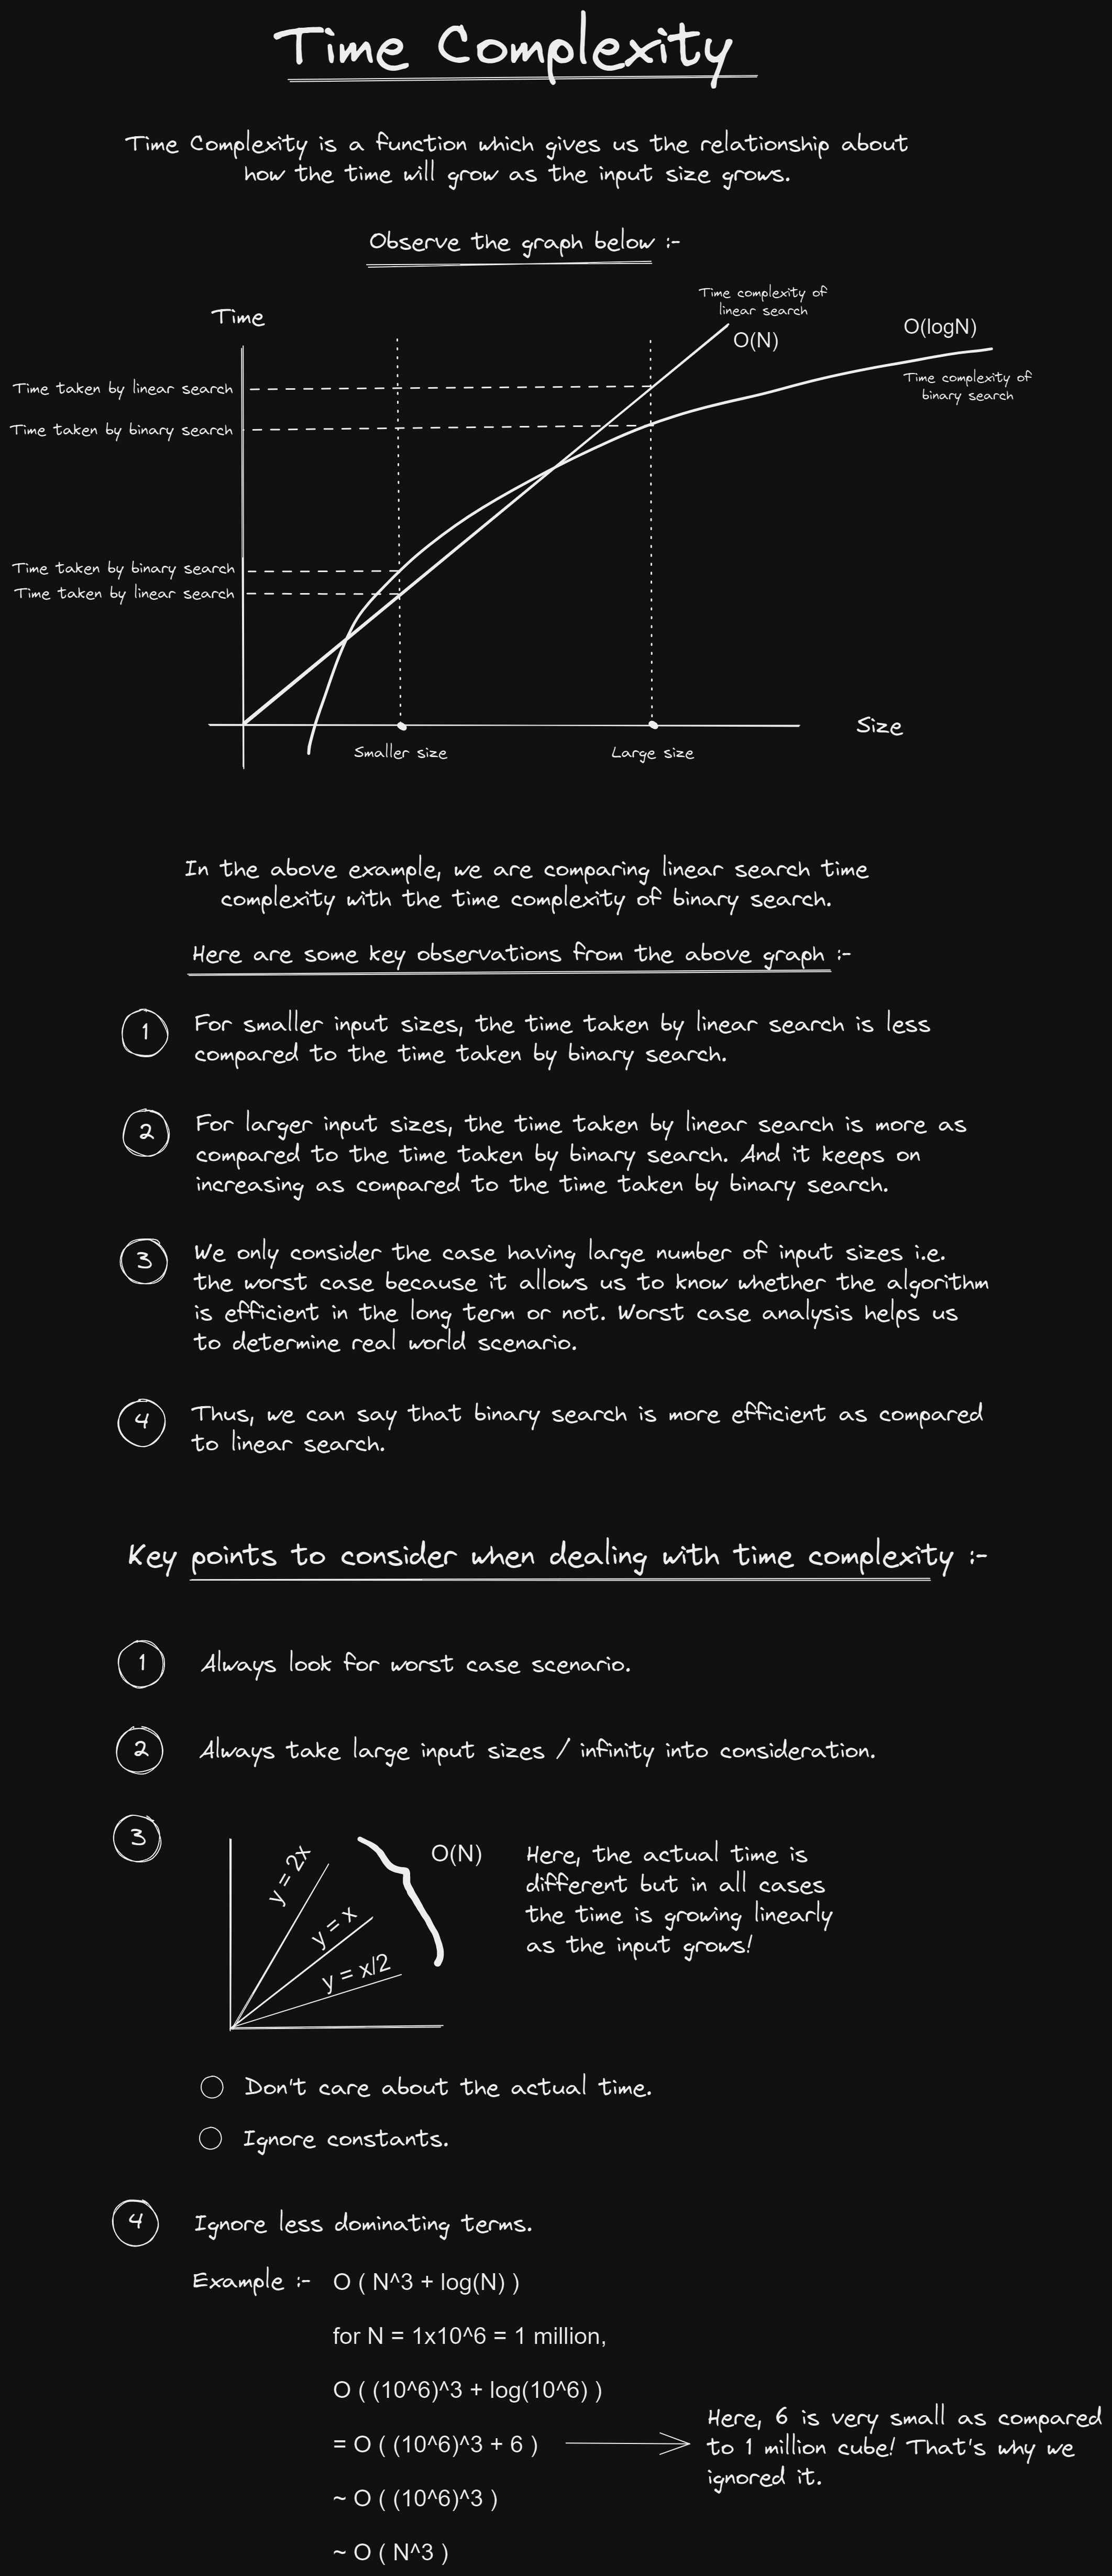 Time Complexity
Time Complexity is a function which gives us the relationship about
how the time will grow as the input size grows.
Observe the graph below :-
Time complexity of
linear search
Time
O(N)
O(logN)
Time complexity of
binary search
Time taken by linear search
Time taken by binary search
Time taken by binary search
Time taken by linear search
Size
Smaller size
Large size
In the above example, we are comparing linear search time
complexity with the time complexity of binary search.
Here are some key observations from the above graph :-
1
For smaller input sizes, the time taken by linear search is less
compared to the time taken by binary search.
2
For larger input sizes, the time taken by linear search is more as
compared to the time taken by binary search. And it keeps on
increasing as compared to the time taken by binary search.
3
We only consider the case having large number of input sizes i.e.
the worst case because it allows us to know whether the algorithm
is efficient in the long term or not. Worst case analysis helps us
to determine real world scenario.
4
Thus, we can say that binary search is more efficient as compared
to linear search.
Key points to consider when dealing with time complexity :-
1
Always look for worst case scenario.
2
Always take large input sizes / infinity into consideration.
3
y = 2x
y = x
y = x/2
O(N)
Here, the actual time is
different but in all cases
the time is growing linearly
as the input grows!
Don't care about the actual time.
Ignore constants.
4
Ignore less dominating terms.
Example :- O ( N^3 + log(N) )
for N = 1x10^6 = 1 million,
O ( (10^6)^3 + log(10^6) )
= O ( (10^6)^3 + 6 )
Here, 6 is very small as compared
to 1 million cube! That's why we
ignored it.
~ O ( (10^6)^3 )
~ O ( N^3 )